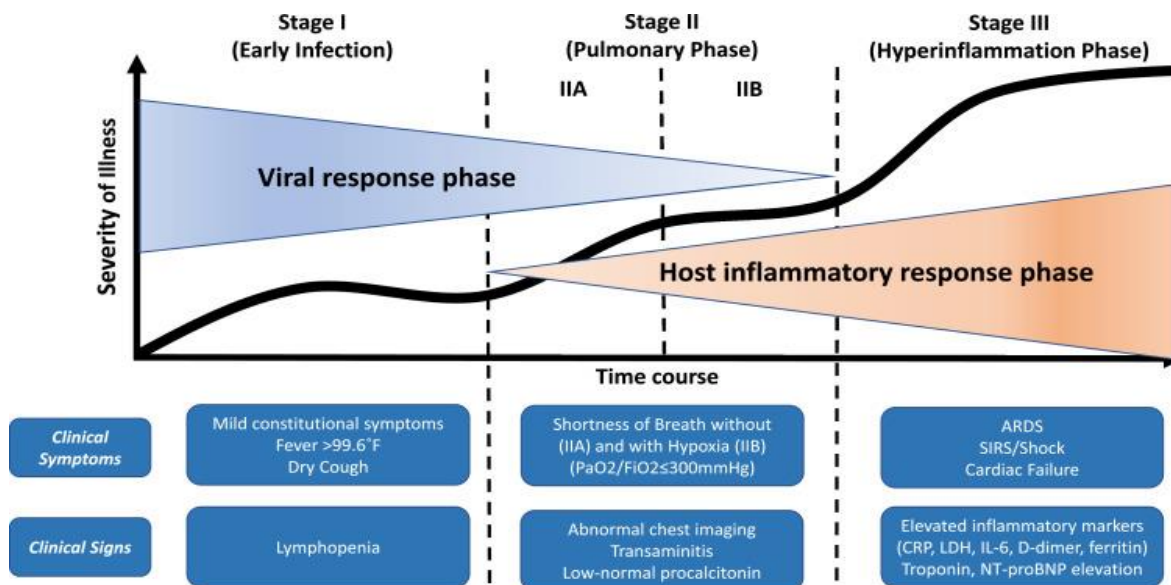 Stage I
(Early Infection)
Stage II
(Pulmonary Phase)
Stage III
(Hyperinflammation Phase)
IIA
IIB
Severity of Illness
Viral response phase
Host inflammatory response phase
Time course
Clinical
Symptoms
Mild constitutional symptoms
Fever >99.6°F
Dry Cough
Shortness of Breath without
(IIA) and with Hypoxia (IIB)
(PaO2/FiO2≤300mmHg)
ARDS
SIRS/Shock
Cardiac Failure
Clinical Signs
Lymphopenia
Abnormal chest imaging
Transaminitis
Low-normal procalcitonin
Elevated inflammatory markers
(CRP, LDH, IL-6, D-dimer, ferritin)
Troponin, NT-proBNP elevation